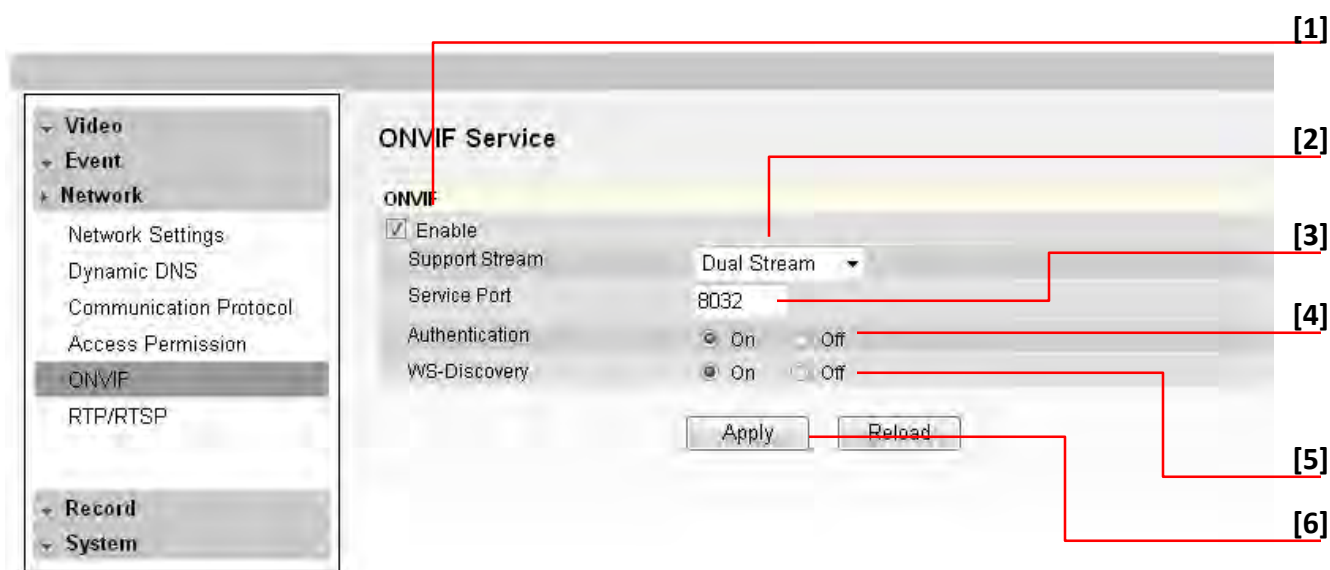 [1]
Video
Event
Network
Network Settings
Dynamic DNS
Communication Protocol
Access Permission
ONVIF
RTP/RTSP
Record
System
ONVIF Service
[2]
ONVIF
Enable
Support Stream Dual Stream
[3]
Service Port 8032
[4]
Authentication On Off
WS-Discovery On Off
Apply Reload
[5]
[6]